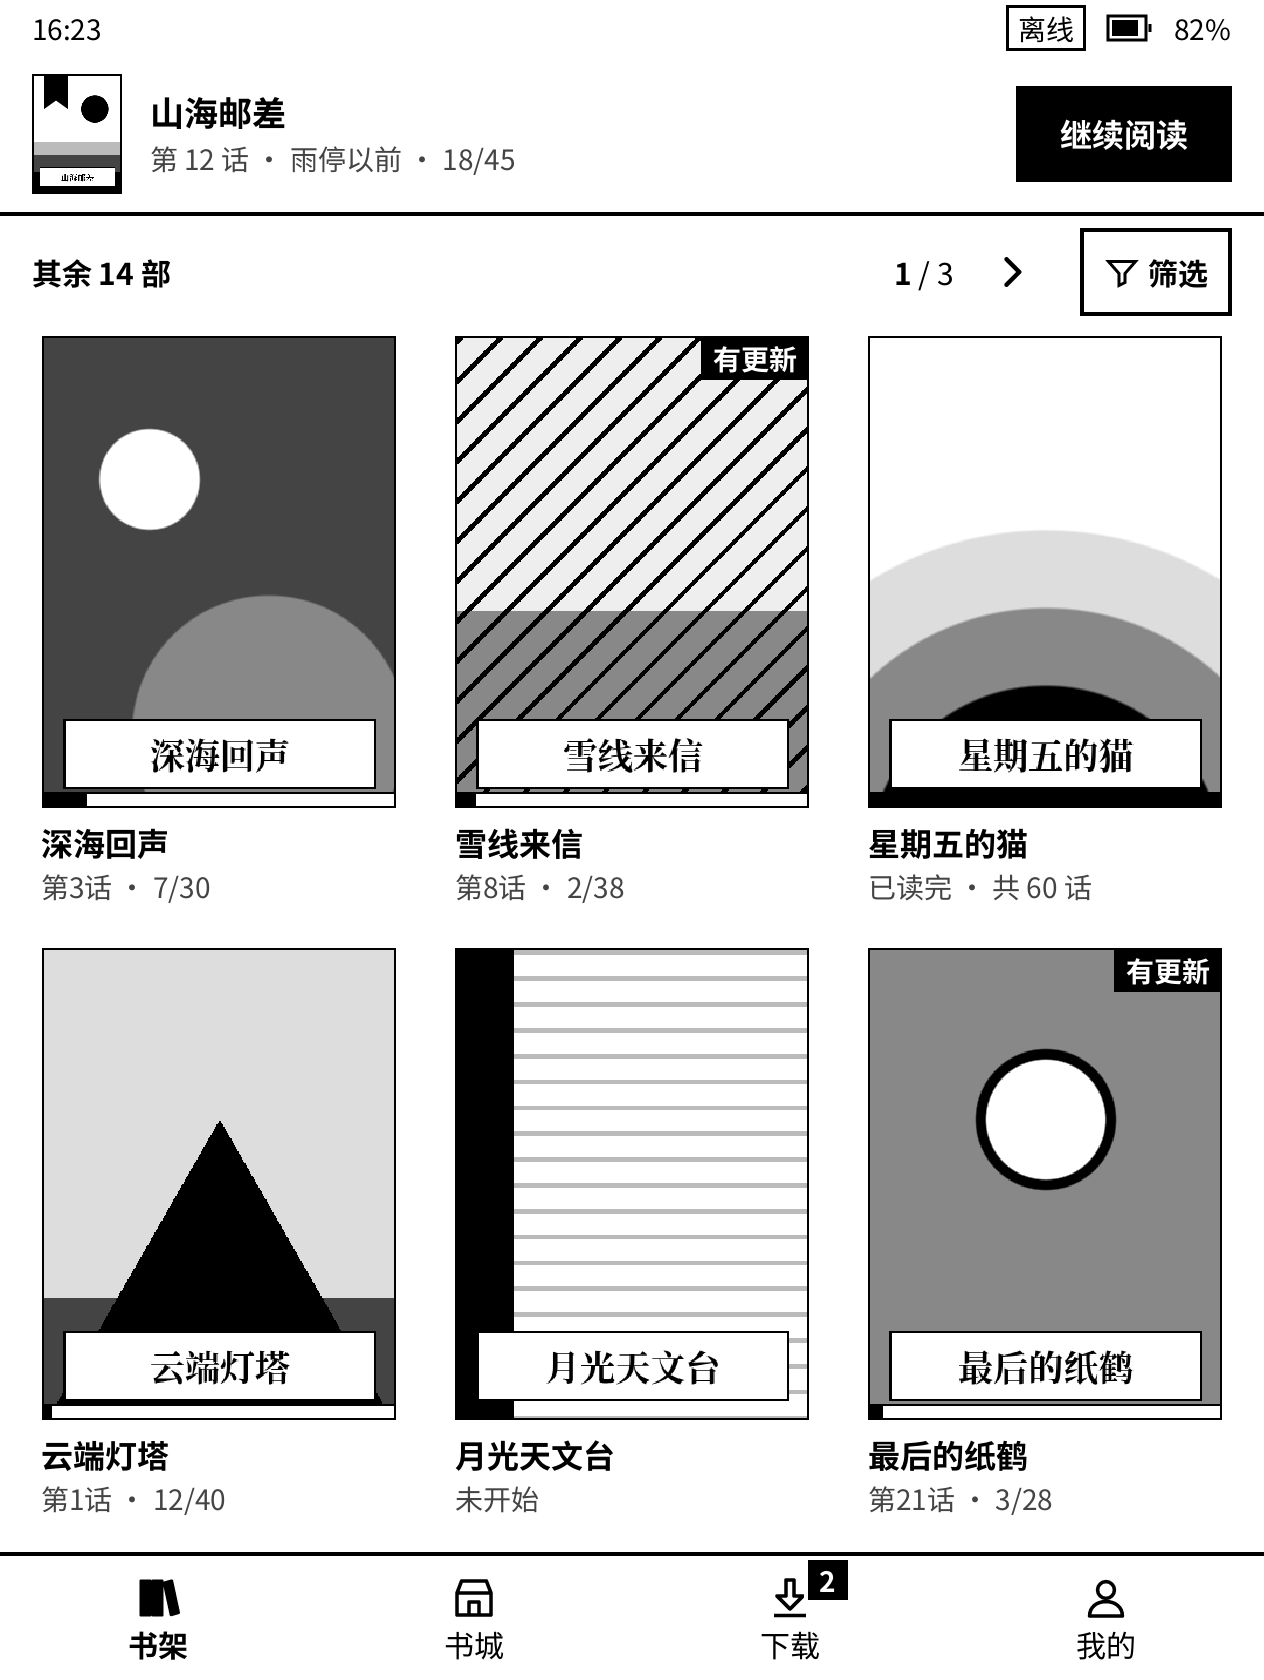 16:23
离线
82%
山海邮差
山海邮差
第 12 话 · 雨停以前 · 18/45
继续阅读
其余 14 部
1 / 3
筛选
有更新
深海回声
雪线来信
星期五的猫
深海回声
雪线来信
星期五的猫
第3话 · 7/30
第8话 · 2/38
已读完 · 共 60 话
有更新
云端灯塔
月光天文台
最后的纸鹤
云端灯塔
月光天文台
最后的纸鹤
第1话 · 12/40
未开始
第21话 · 3/28
2
书架
书城
下载
我的